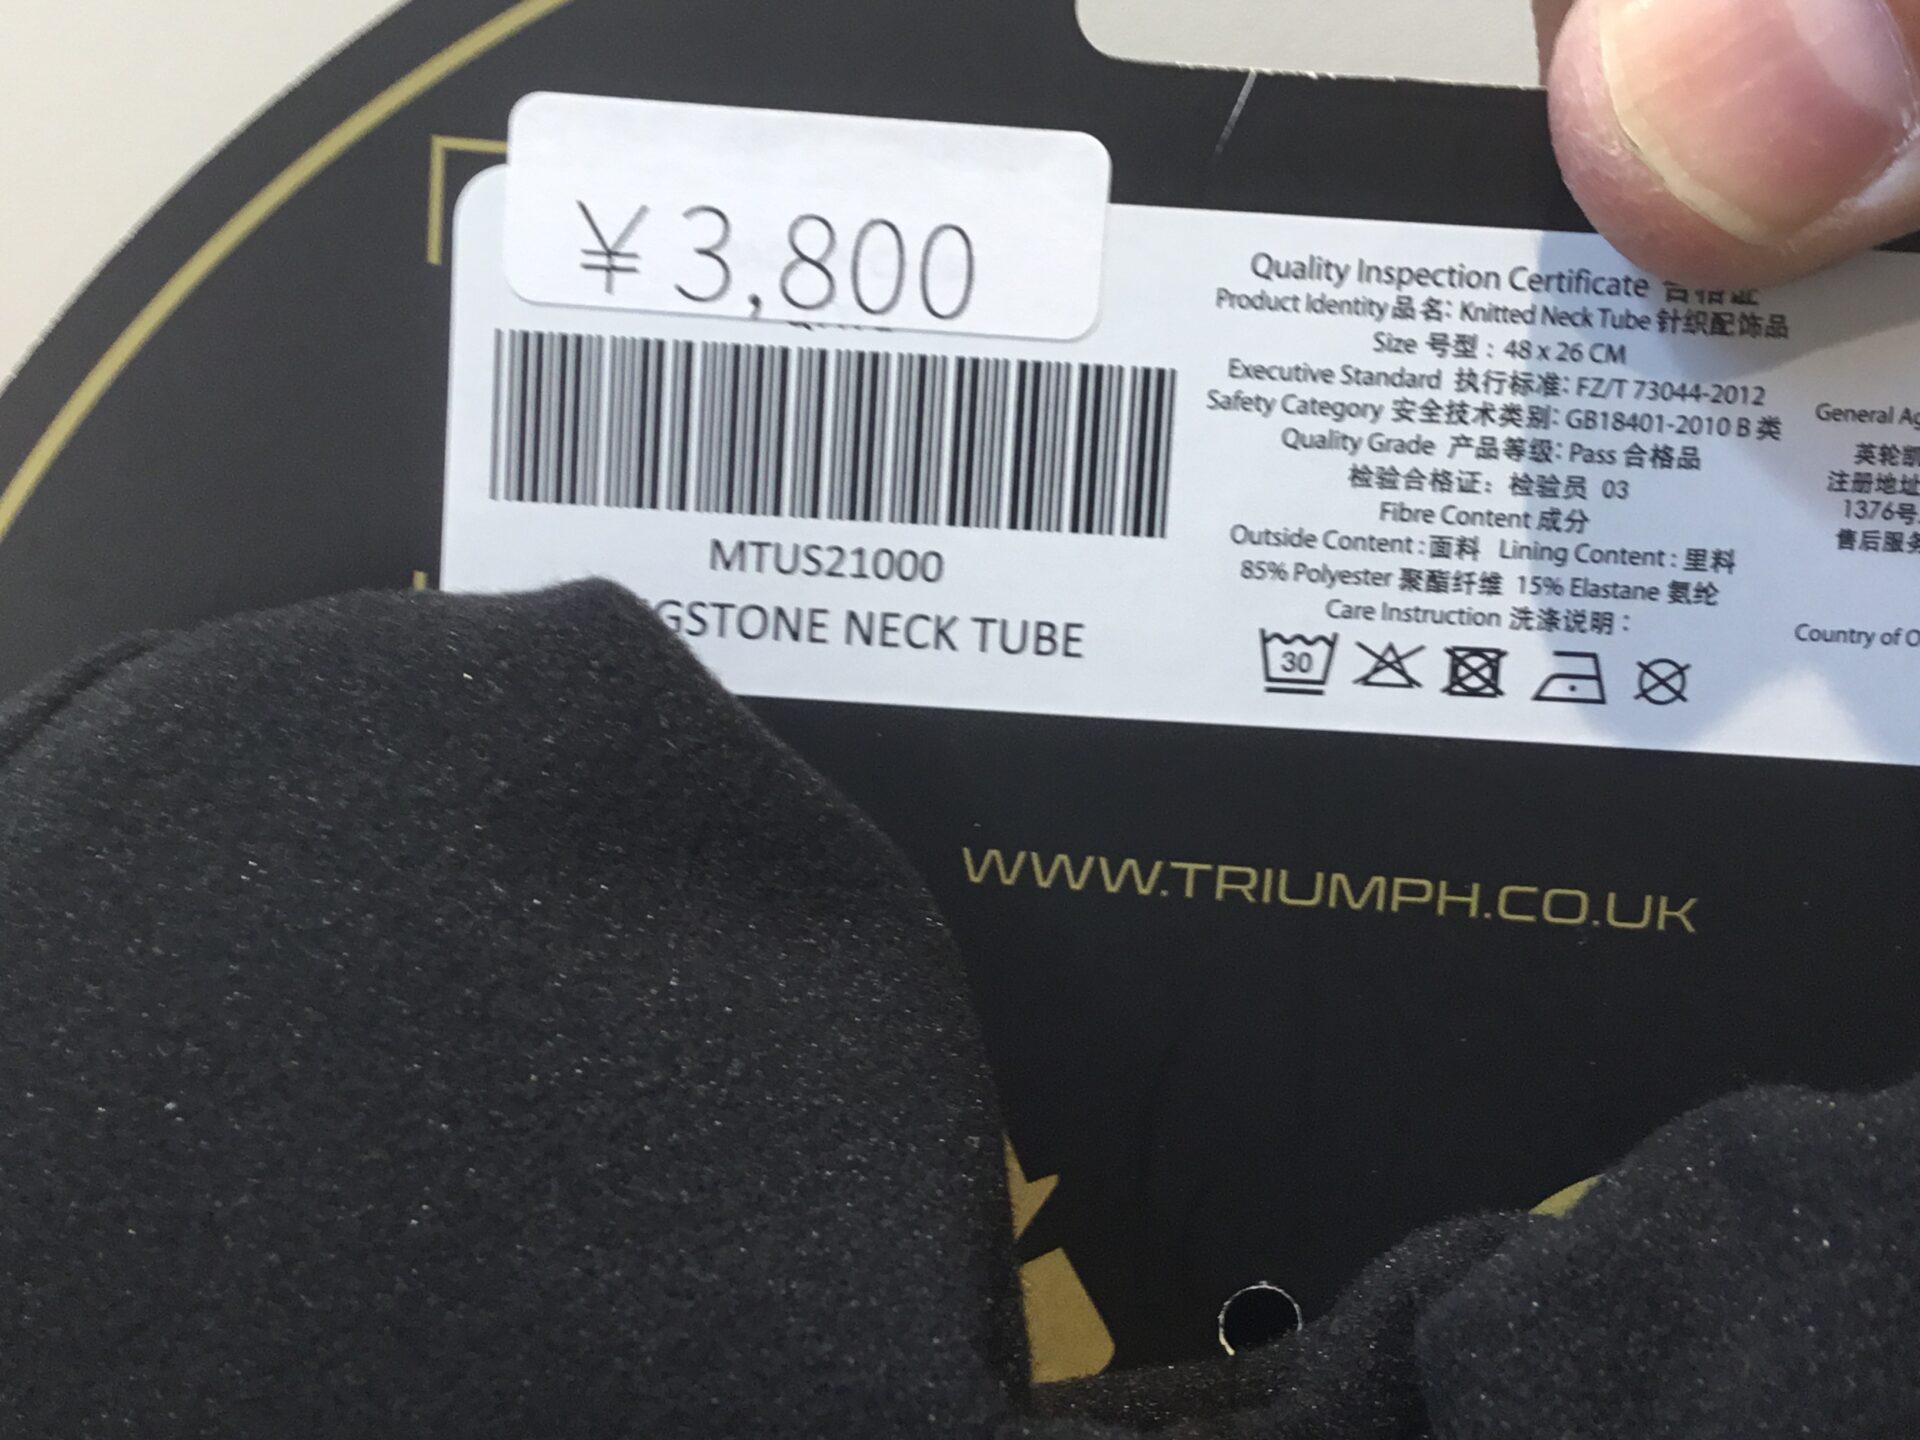 ¥3,800
MTUS21000
GSTONE NECK TUBE
Quality Inspection Certificate 合格证
Product Identity 品名: Knitted Neck Tube 针织配饰品
Size 号型 : 48 x 26 CM
Executive Standard 执行标准: FZ/T 73044-2012
Safety Category 安全技术类别: GB18401-2010 B 类
Quality Grade 产品等级: Pass 合格品
检验合格证: 检验员 03
Fibre Content 成分
Outside Content : 面料 Lining Content : 里料
85% Polyester 聚酯纤维 15% Elastane 氨纶
Care Instruction 洗涤说明 :
30
General
英轮凯
注册地址
1376号
售后服务
Country of
WWW.TRIUMPH.CO.UK